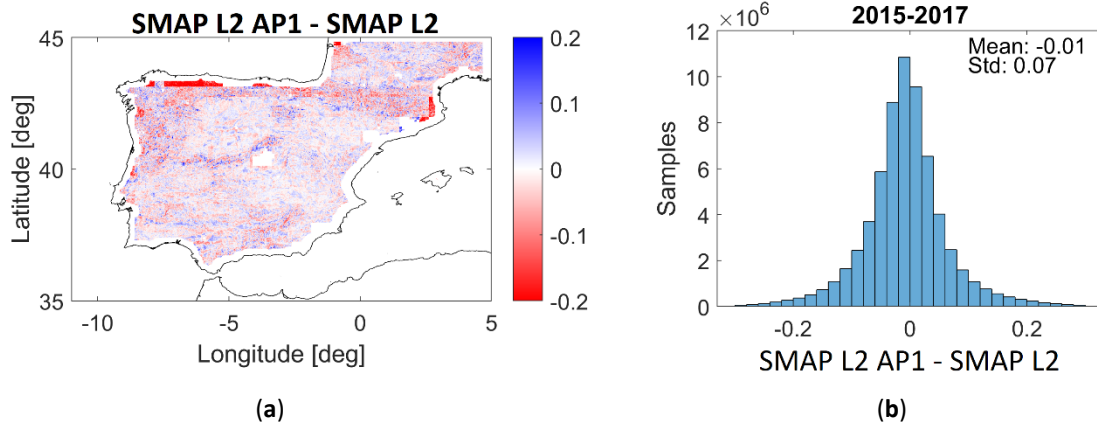 SMAP L2 AP1 - SMAP L2
45
40
35
Latitude [deg]
-10
-5
0
5
Longitude [deg]
0.2
0.1
0
-0.1
-0.2
(a)
2015-2017
×10⁶
12
10
8
6
4
2
0
Samples
Mean: -0.01
Std: 0.07
-0.2
0
0.2
SMAP L2 AP1 - SMAP L2
(b)